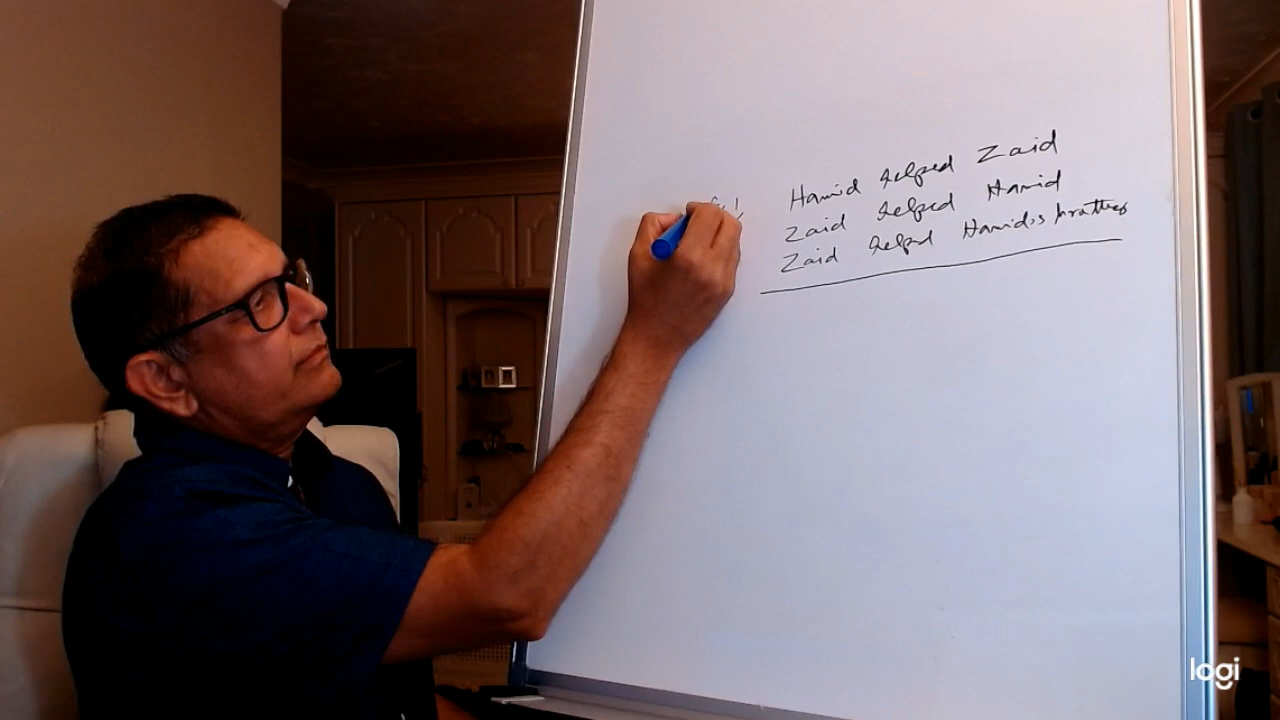 Hamid helped Zaid
Zaid helped Hamid
Zaid helped Hamid's brother
logi